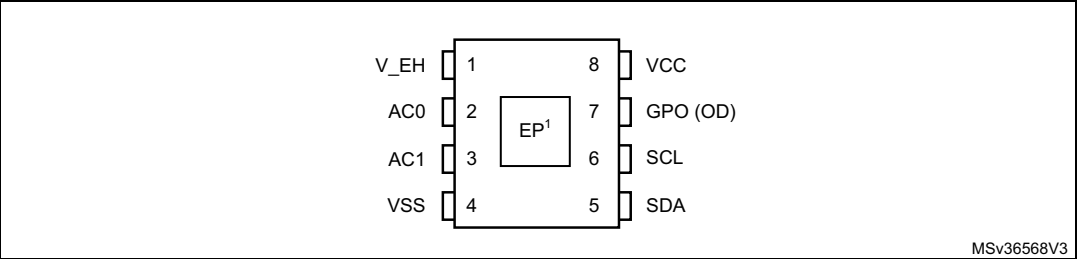 V_EH 1 8 VCC
AC0 2 7 GPO (OD)
EP¹
AC1 3 6 SCL
VSS 4 5 SDA
MSv36568V3